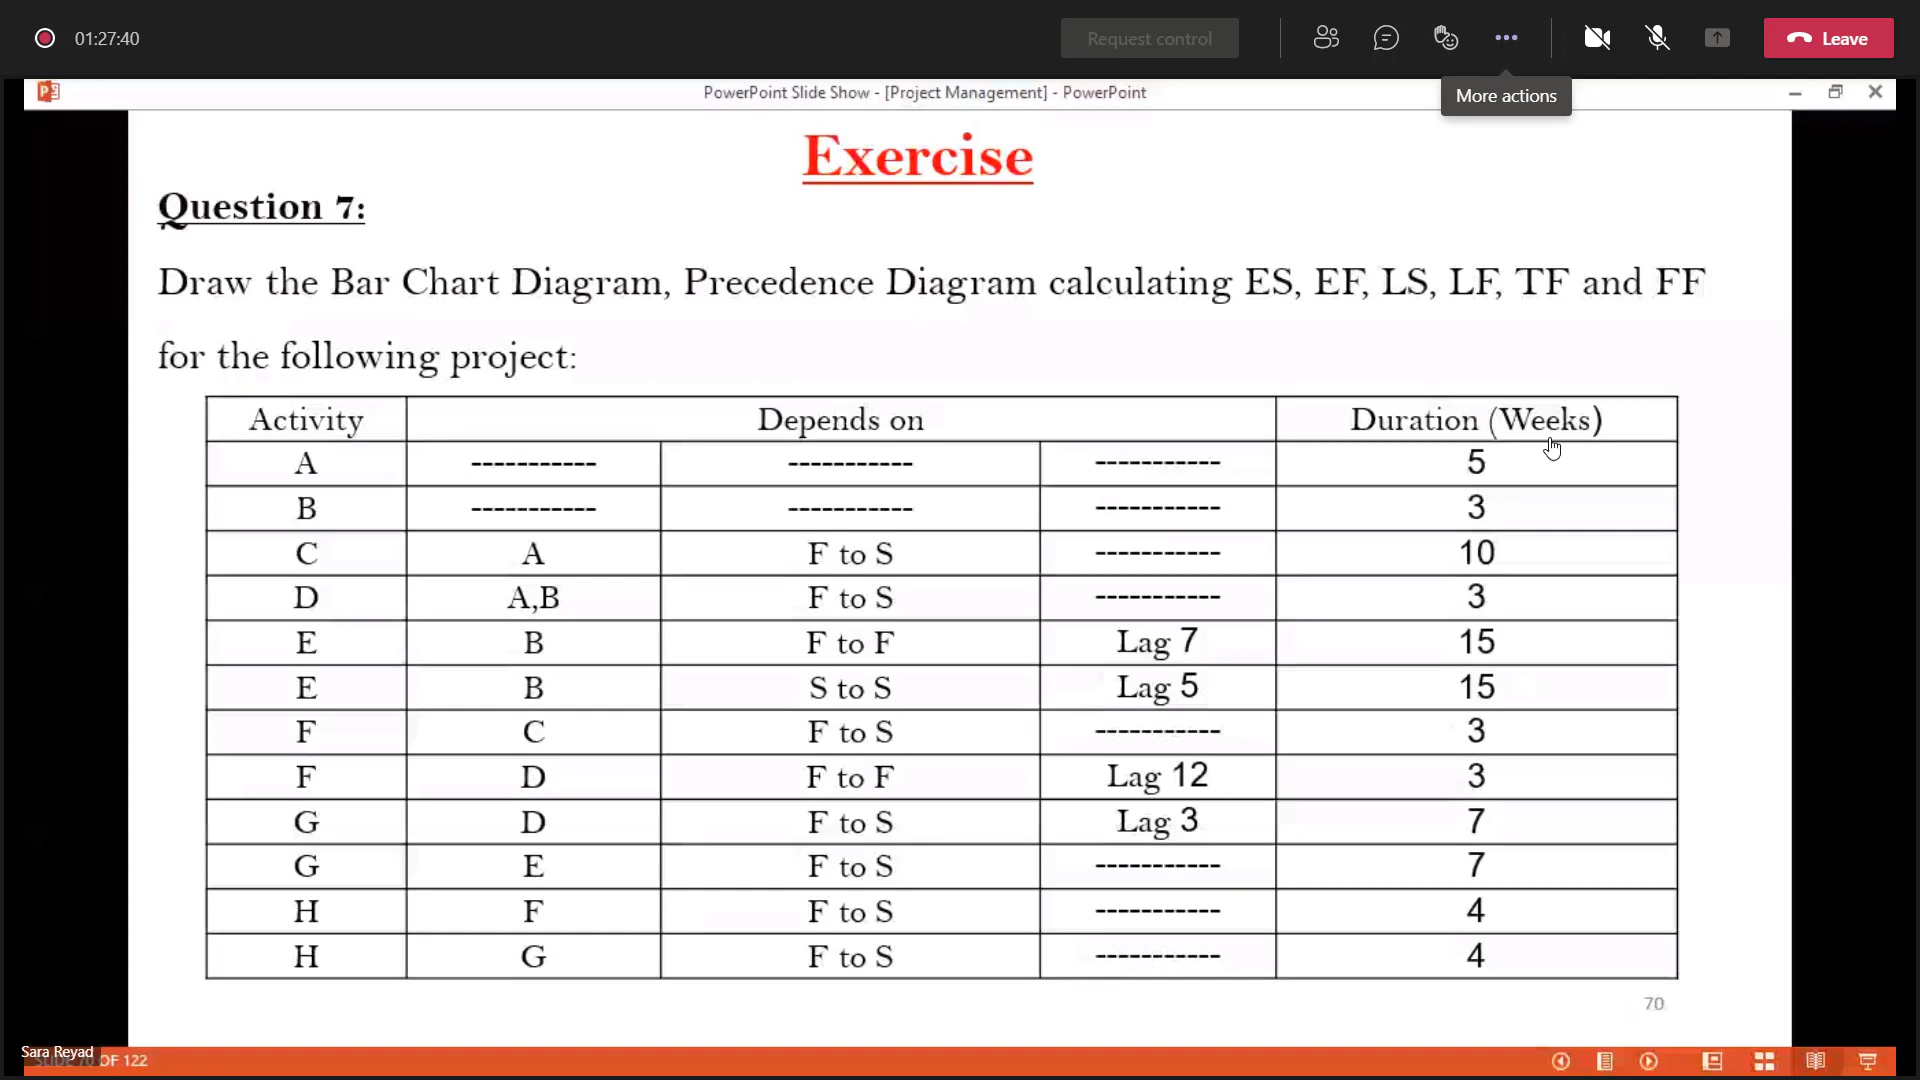 01:27:40
Request control
Leave
PowerPoint Slide Show - [Project Management] - PowerPoint
More actions
Exercise
Question 7:
Draw the Bar Chart Diagram, Precedence Diagram calculating ES, EF, LS, LF, TF and FF
for the following project:
Activity Depends on Duration (Weeks)
A ----------- ----------- ----------- 5
B ----------- ----------- ----------- 3
C A F to S ----------- 10
D A,B F to S ----------- 3
E B F to F Lag 7 15
E B S to S Lag 5 15
F C F to S ----------- 3
F D F to F Lag 12 3
G D F to S Lag 3 7
G E F to S ----------- 7
H F F to S ----------- 4
H G F to S ----------- 4
70
Sara Reyad
SLIDE 70 OF 122